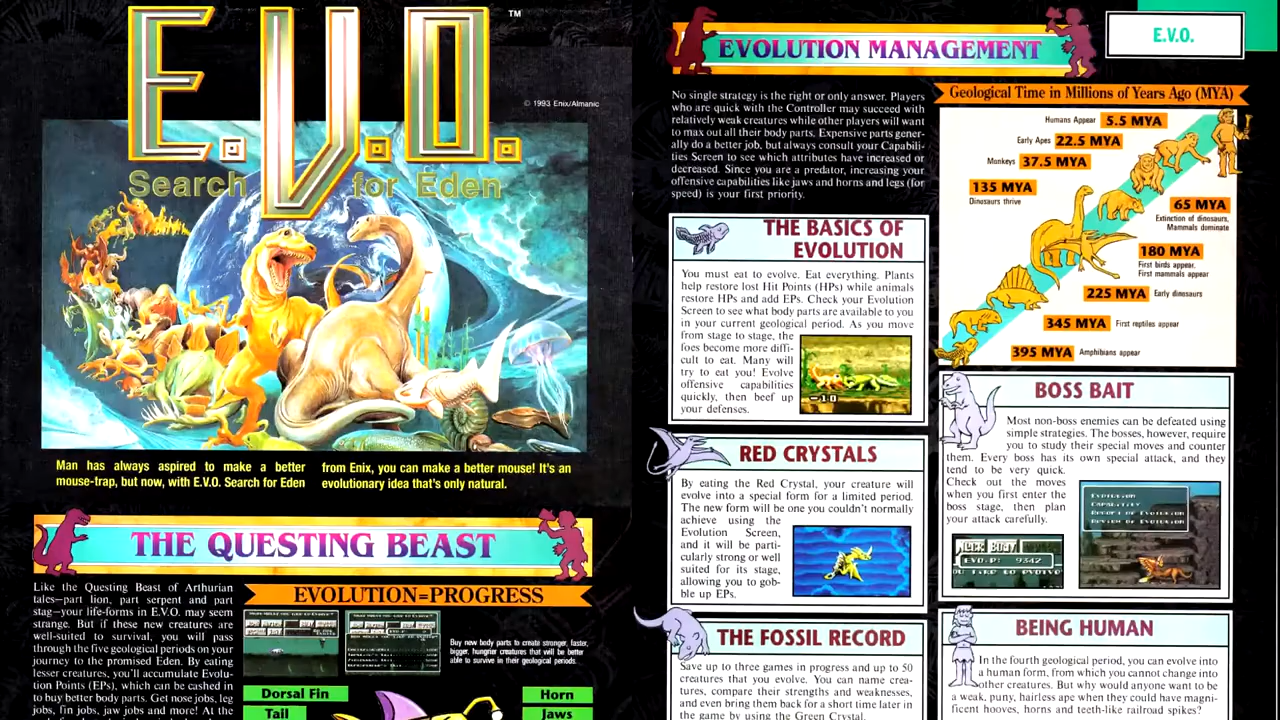 E.V.O.
TM
Search for Eden
© 1993 Enix/Almanic
Man has always aspired to make a better
mouse-trap, but now, with E.V.O. Search for Eden
from Enix, you can make a better mouse! It's an
evolutionary idea that's only natural.
THE QUESTING BEAST
Like the Questing Beast of Arthurian
tales—part lion, part serpent and part
stag—your life-forms in E.V.O. may seem
strange. But if these new creatures are
well-suited to survival, you will pass
through the five geological periods on your
journey to the promised Eden. By eating
lesser creatures, you'll accumulate Evolu-
tion Points (EPs), which can be cashed in
to buy better body parts. Get nose jobs, leg
jobs, fin jobs, jaw jobs and more! At the
EVOLUTION=PROGRESS
Buy new body parts to create stronger, faster,
bigger, hungrier creatures that will be better
able to survive in their geological periods.
Dorsal Fin
Tail
Horn
Jaws
EVOLUTION MANAGEMENT
E.V.O.
No single strategy is the right or only answer. Players
who are quick with the Controller may succeed with
relatively weak creatures while other players will want
to max out all their body parts. Expensive parts gener-
ally do a better job, but always consult your Capabili-
ties Screen to see which attributes have increased or
decreased. Since you are a predator, increasing your
offensive capabilities like jaws and horns and legs (for
speed) is your first priority.
Geological Time in Millions of Years Ago (MYA)
Humans Appear 5.5 MYA
Early Apes 22.5 MYA
Monkeys 37.5 MYA
135 MYA
Dinosaurs thrive
65 MYA
Extinction of dinosaurs,
Mammals dominate
180 MYA
First birds appear,
First mammals appear
225 MYA Early dinosaurs
345 MYA First reptiles appear
395 MYA Amphibians appear
THE BASICS OF
EVOLUTION
You must eat to evolve. Eat everything. Plants
help restore lost Hit Points (HPs) while animals
restore HPs and add EPs. Check your Evolution
Screen to see what body parts are available to you
in your current geological period. As you move
from stage to stage, the
foes become more diffi-
cult to eat. Many will
try to eat you! Evolve
offensive capabilities
quickly, then beef up
your defenses.
-10
RED CRYSTALS
By eating the Red Crystal, your creature will
evolve into a special form for a limited period.
The new form will be one you couldn't normally
achieve using the
Evolution Screen,
and it will be parti-
cularly strong or well
suited for its stage,
allowing you to gob-
ble up EPs.
THE FOSSIL RECORD
Save up to three games in progress and up to 50
creatures that you evolve. You can name crea-
tures, compare their strengths and weaknesses,
and even bring them back for a short time later in
the game by using the Green Crystal.
BOSS BAIT
Most non-boss enemies can be defeated using
simple strategies. The bosses, however, require
you to study their special moves and counter
them. Every boss has its own special attack, and they
tend to be very quick.
Check out the moves
when you first enter the
boss stage, then plan
your attack carefully.
Evolution
Capability
Record of Evolution
Review of Evolution
Neck Body
EVO.P: 9342
OU LIKE TO EVOLVE
BEING HUMAN
In the fourth geological period, you can evolve into
a human form, from which you cannot change into
other creatures. But why would anyone want to be
a weak, puny, hairless ape when they could have magni-
ficent hooves, horns and teeth-like railroad spikes?